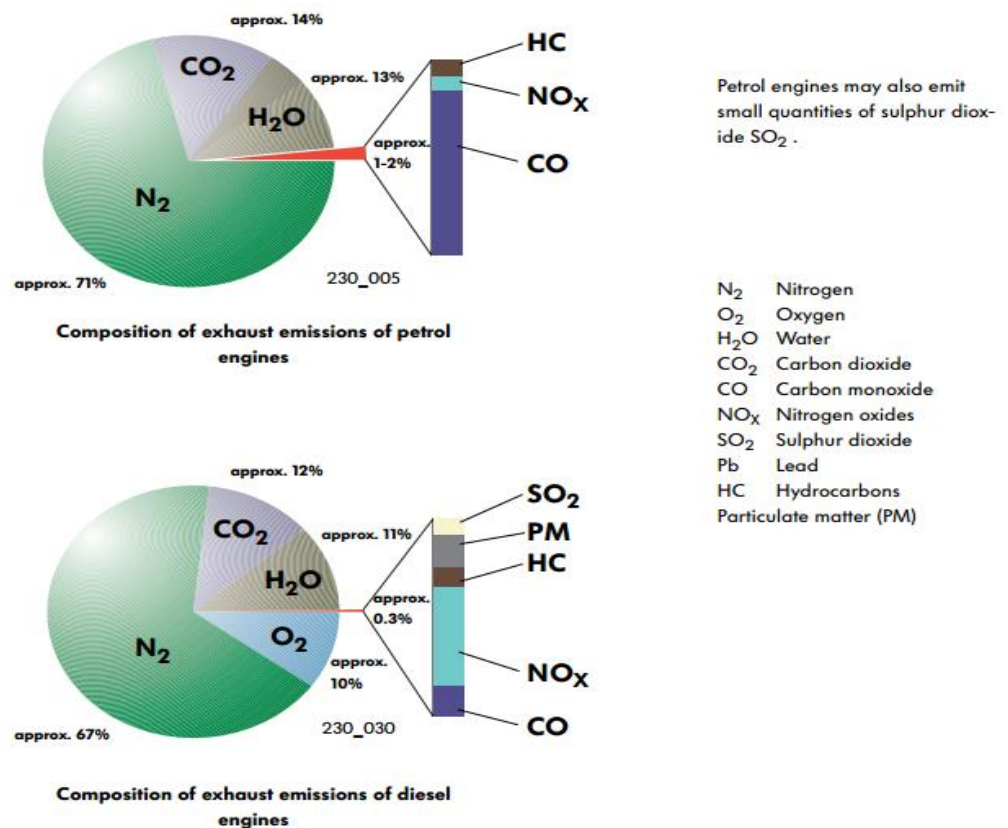 approx. 14%
CO2
approx. 13%
H2O
HC
NOX
approx.
1-2%
CO
N2
approx. 71%
230_005
Composition of exhaust emissions of petrol
engines
Petrol engines may also emit
small quantities of sulphur diox-
ide SO2 .
N2 Nitrogen
O2 Oxygen
H2O Water
CO2 Carbon dioxide
CO Carbon monoxide
NOX Nitrogen oxides
SO2 Sulphur dioxide
Pb Lead
HC Hydrocarbons
Particulate matter (PM)
approx. 12%
CO2
approx. 11%
H2O
SO2
PM
HC
approx.
0.3%
O2
N2
approx.
10%
NOX
CO
approx. 67%
230_030
Composition of exhaust emissions of diesel
engines